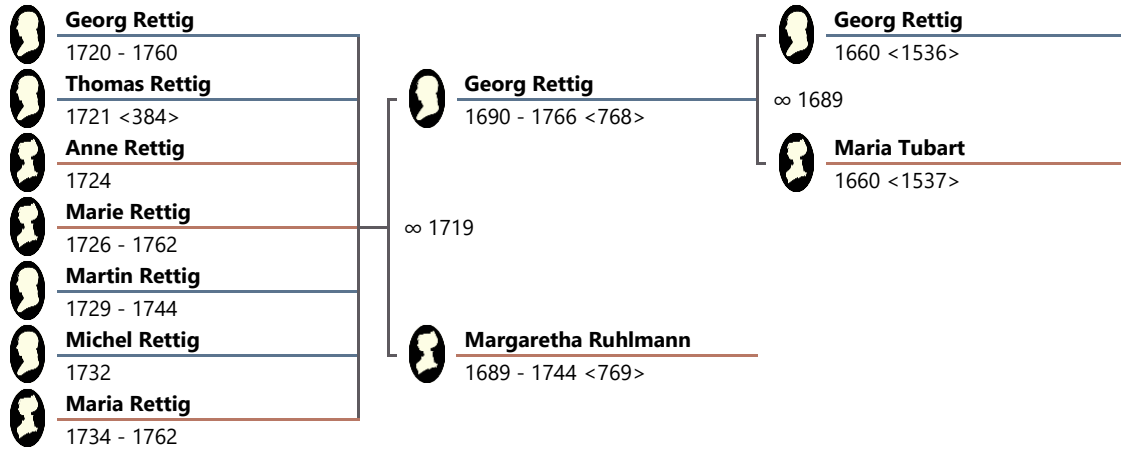 Georg Rettig
1720 - 1760
Thomas Rettig
1721 <384>
Anne Rettig
1724
Marie Rettig
1726 - 1762
Martin Rettig
1729 - 1744
Michel Rettig
1732
Maria Rettig
1734 - 1762
Georg Rettig
1690 - 1766 <768>
∞ 1719
Margaretha Ruhlmann
1689 - 1744 <769>
Georg Rettig
1660 <1536>
∞ 1689
Maria Tubart
1660 <1537>